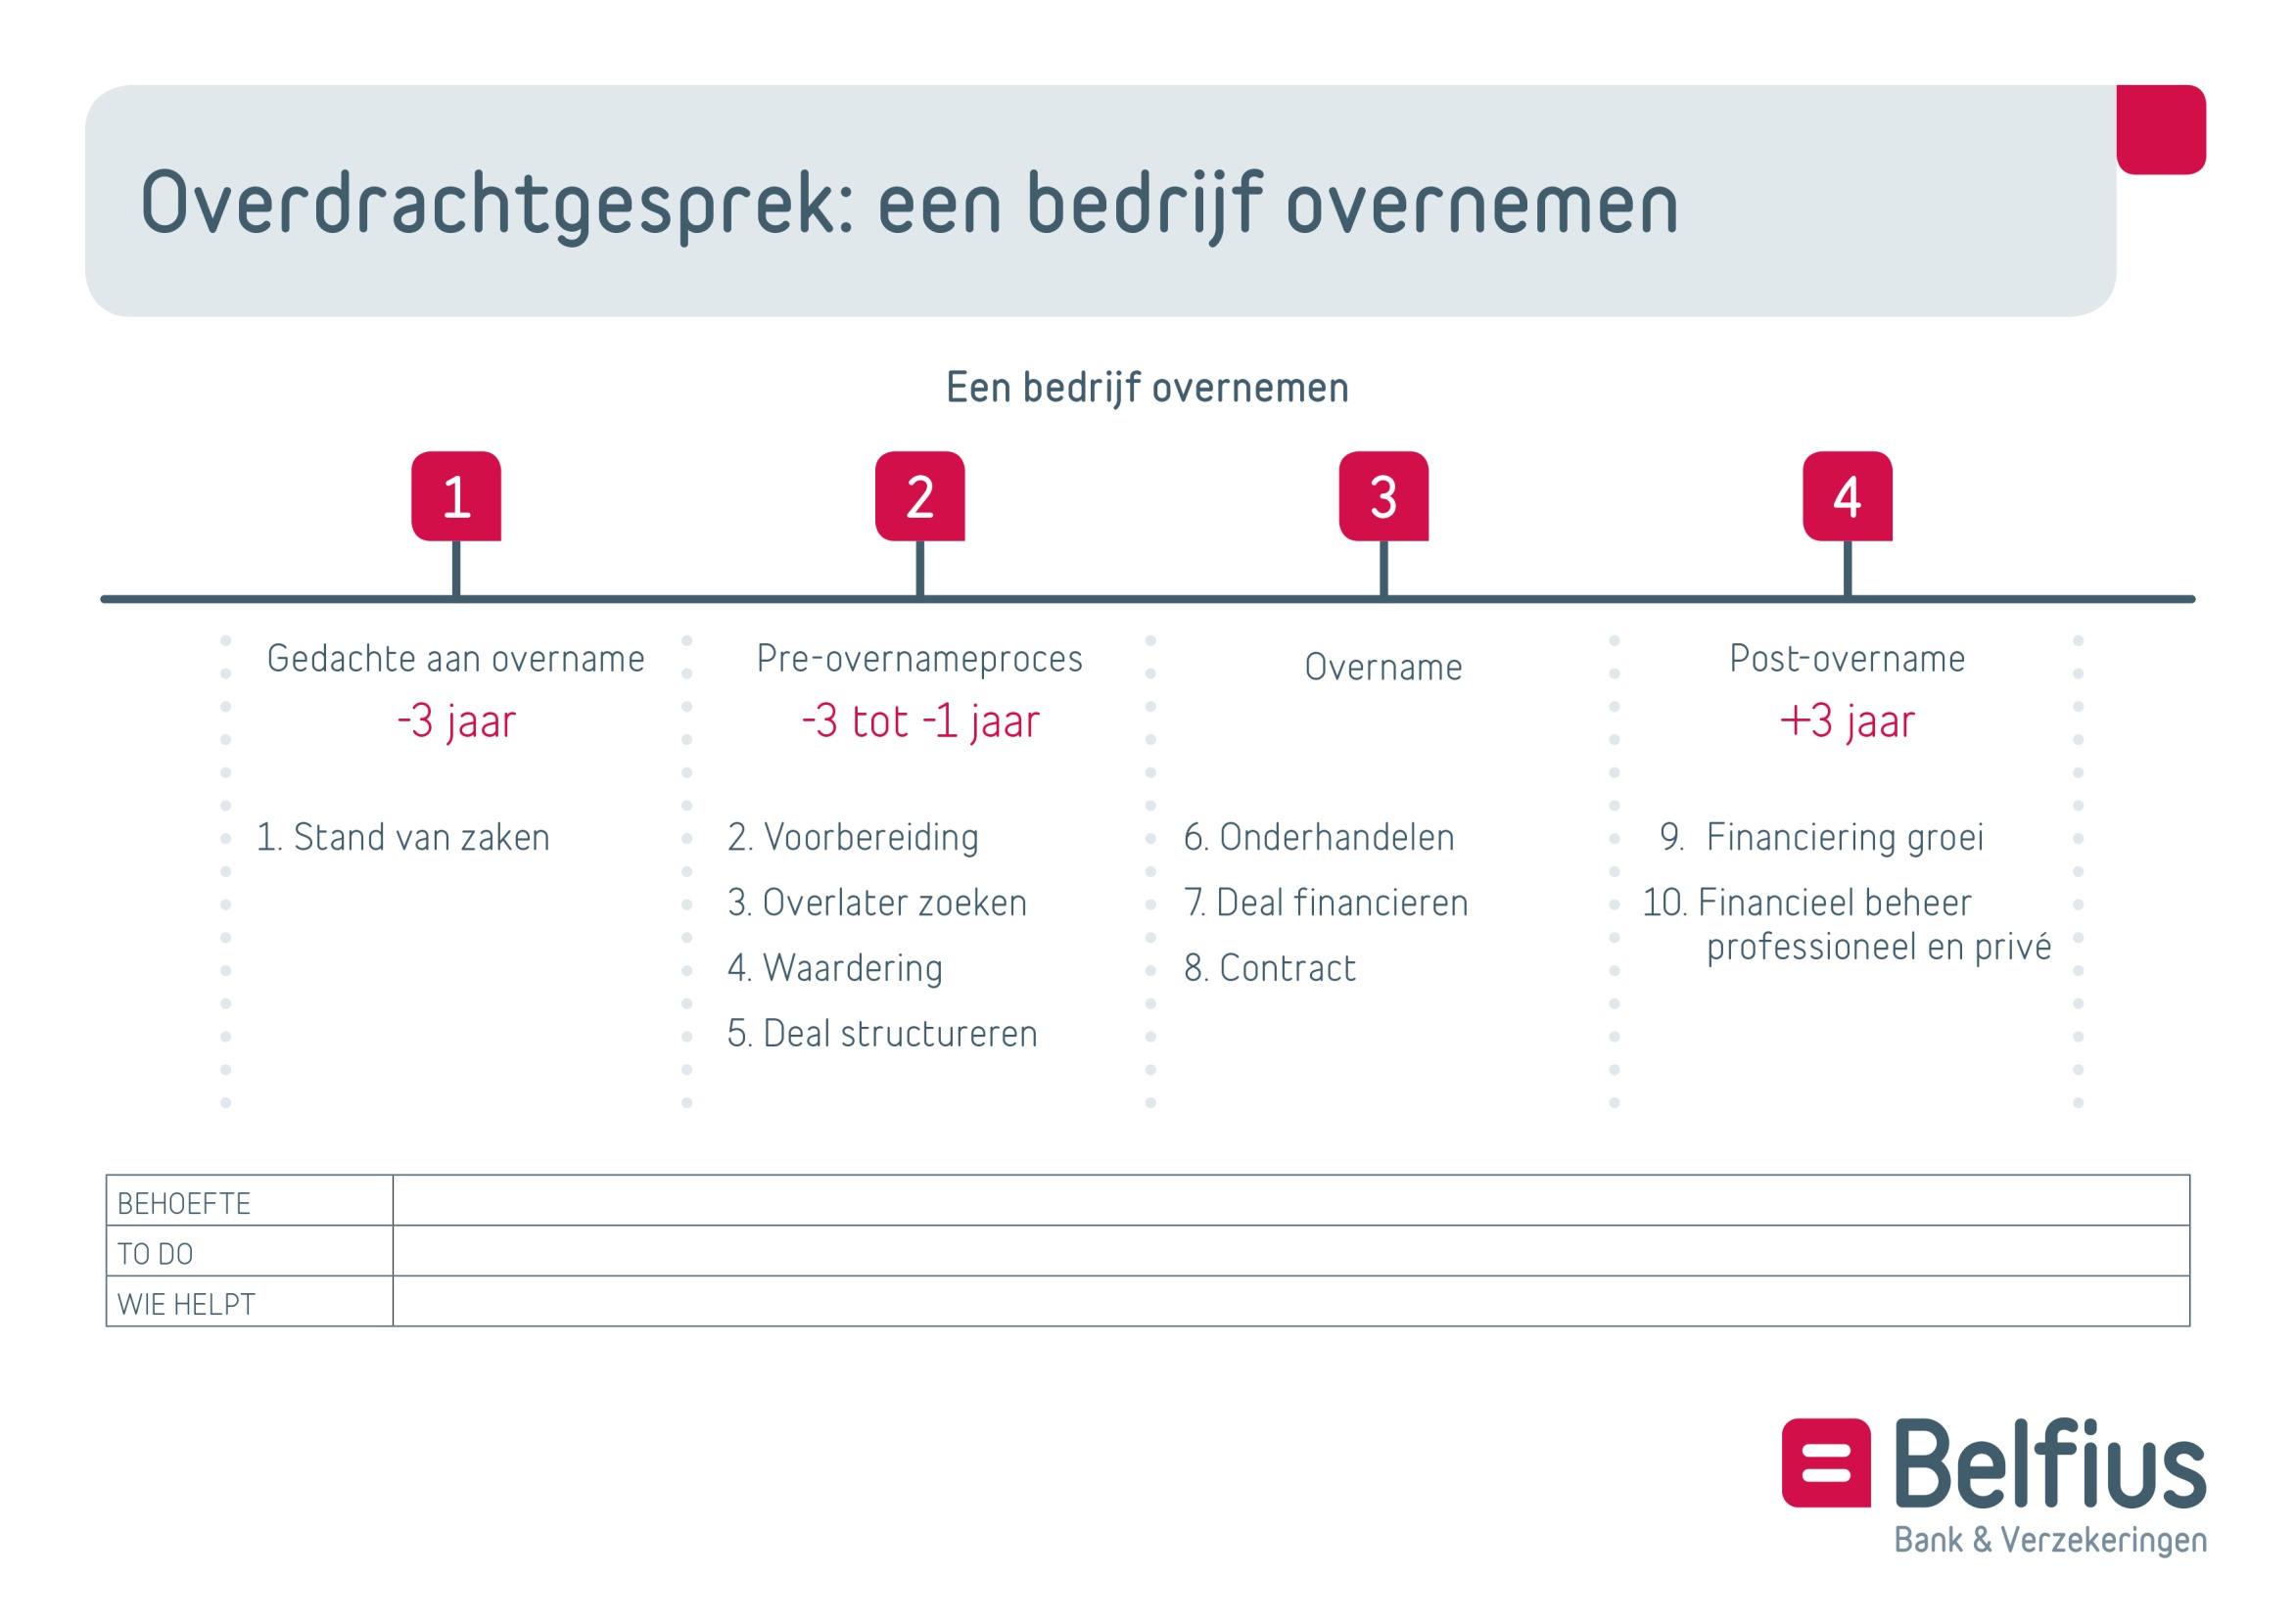 Overdrachtgesprek: een bedrijf overnemen
Een bedrijf overnemen
1
2
3
4
Gedachte aan overname
-3 jaar
1. Stand van zaken
Pre-overnameproces
-3 tot -1 jaar
2. Voorbereiding
3. Overlater zoeken
4. Waardering
5. Deal structureren
Overname
6. Onderhandelen
7. Deal financieren
8. Contract
Post-overname
+3 jaar
9. Financiering groei
10. Financieel beheer
professioneel en privé
BEHOEFTE
TO DO
WIE HELPT
Belfius
Bank & Verzekeringen